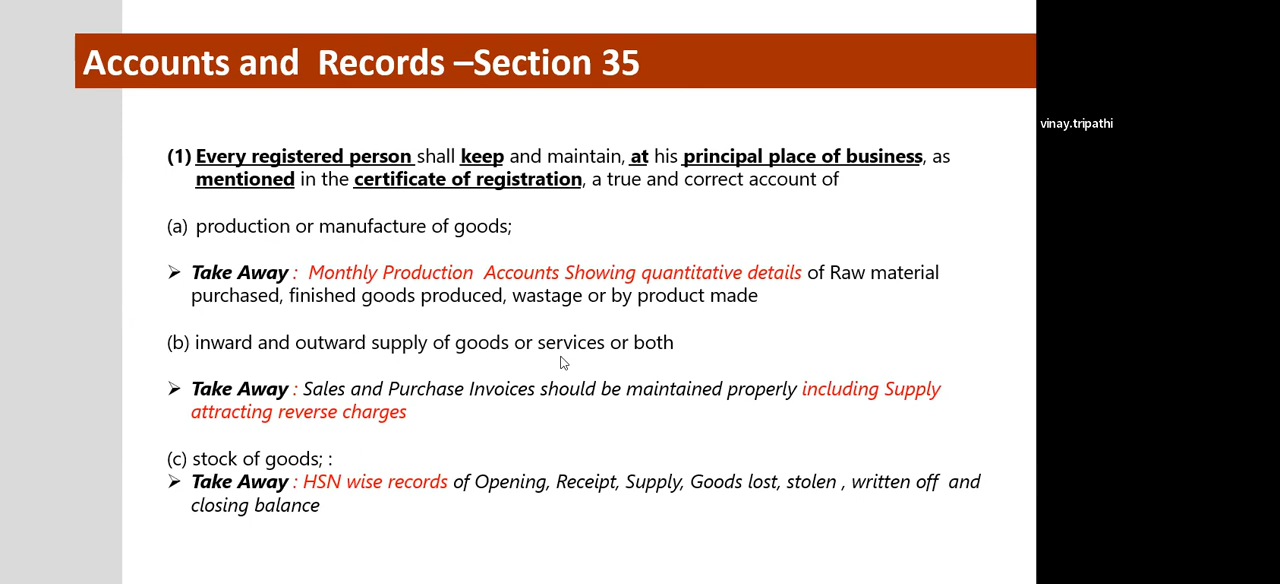 Accounts and Records –Section 35
vinay.tripathi
(1) Every registered person shall keep and maintain, at his principal place of business, as
mentioned in the certificate of registration, a true and correct account of
(a) production or manufacture of goods;
➢ Take Away : Monthly Production Accounts Showing quantitative details of Raw material
purchased, finished goods produced, wastage or by product made
(b) inward and outward supply of goods or services or both
➢ Take Away : Sales and Purchase Invoices should be maintained properly including Supply
attracting reverse charges
(c) stock of goods; :
➢ Take Away : HSN wise records of Opening, Receipt, Supply, Goods lost, stolen , written off and
closing balance